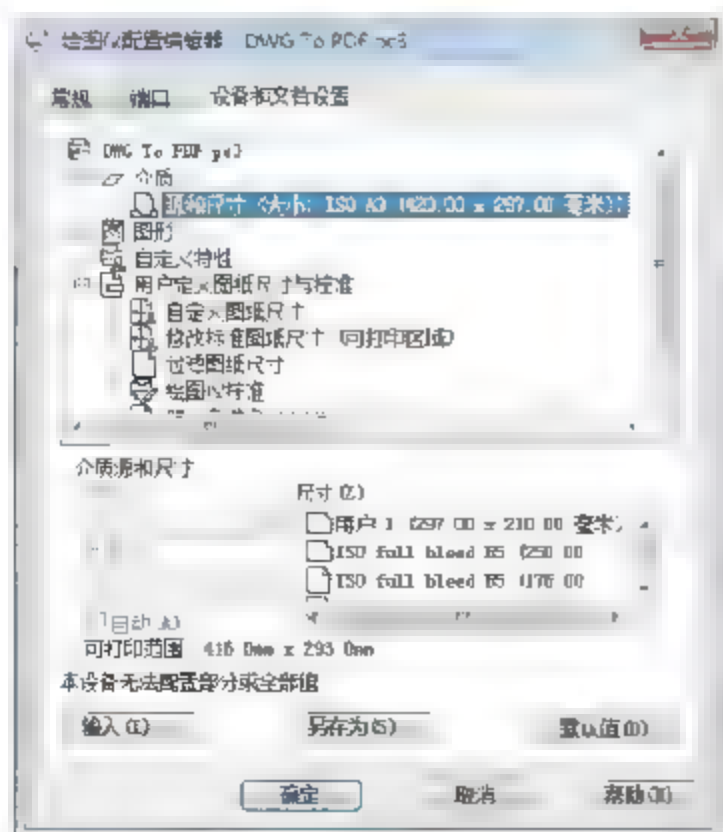 绘图仪配置编辑器 - DWG To PDF.pc3
常规 端口 设备和文档设置
DWG To PDF.pc3
介质
源和尺寸 <大小: ISO A3 (420.00 x 297.00 毫米)>
图形
自定义特性
用户定义图纸尺寸与校准
自定义图纸尺寸
修改标准图纸尺寸 (可打印区域)
过滤图纸尺寸
绘图仪校准
介质源和尺寸
尺寸(Z)
用户 1 (297.00 x 210.00 毫米)
ISO full bleed B5 (250.00
ISO full bleed B5 (176.00
自动(A)
可打印范围 416.0mm x 293.0mm
本设备无法配置部分或全部值
输入(I) 另存为(S) 默认值(D)
确定 取消 帮助(H)